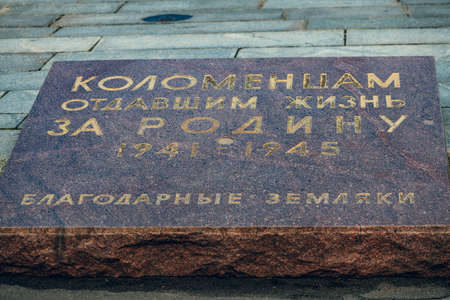 КОЛОМЕНЦАМ
ОТДАВШИМ ЖИЗНЬ
ЗА РОДИНУ
1941 1945
БЛАГОДАРНЫЕ ЗЕМЛЯКИ